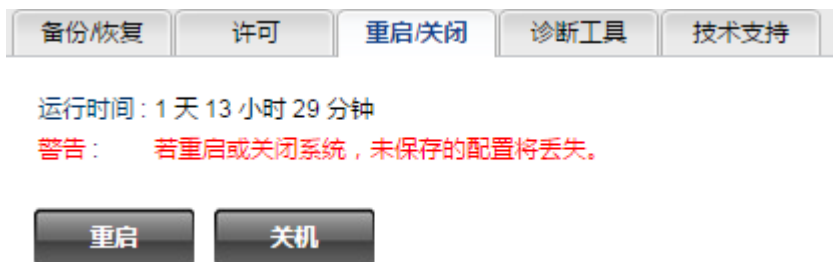 备份/恢复 许可 重启/关闭 诊断工具 技术支持
运行时间 : 1 天 13 小时 29 分钟
警告 : 若重启或关闭系统，未保存的配置将丢失。
重启 关机